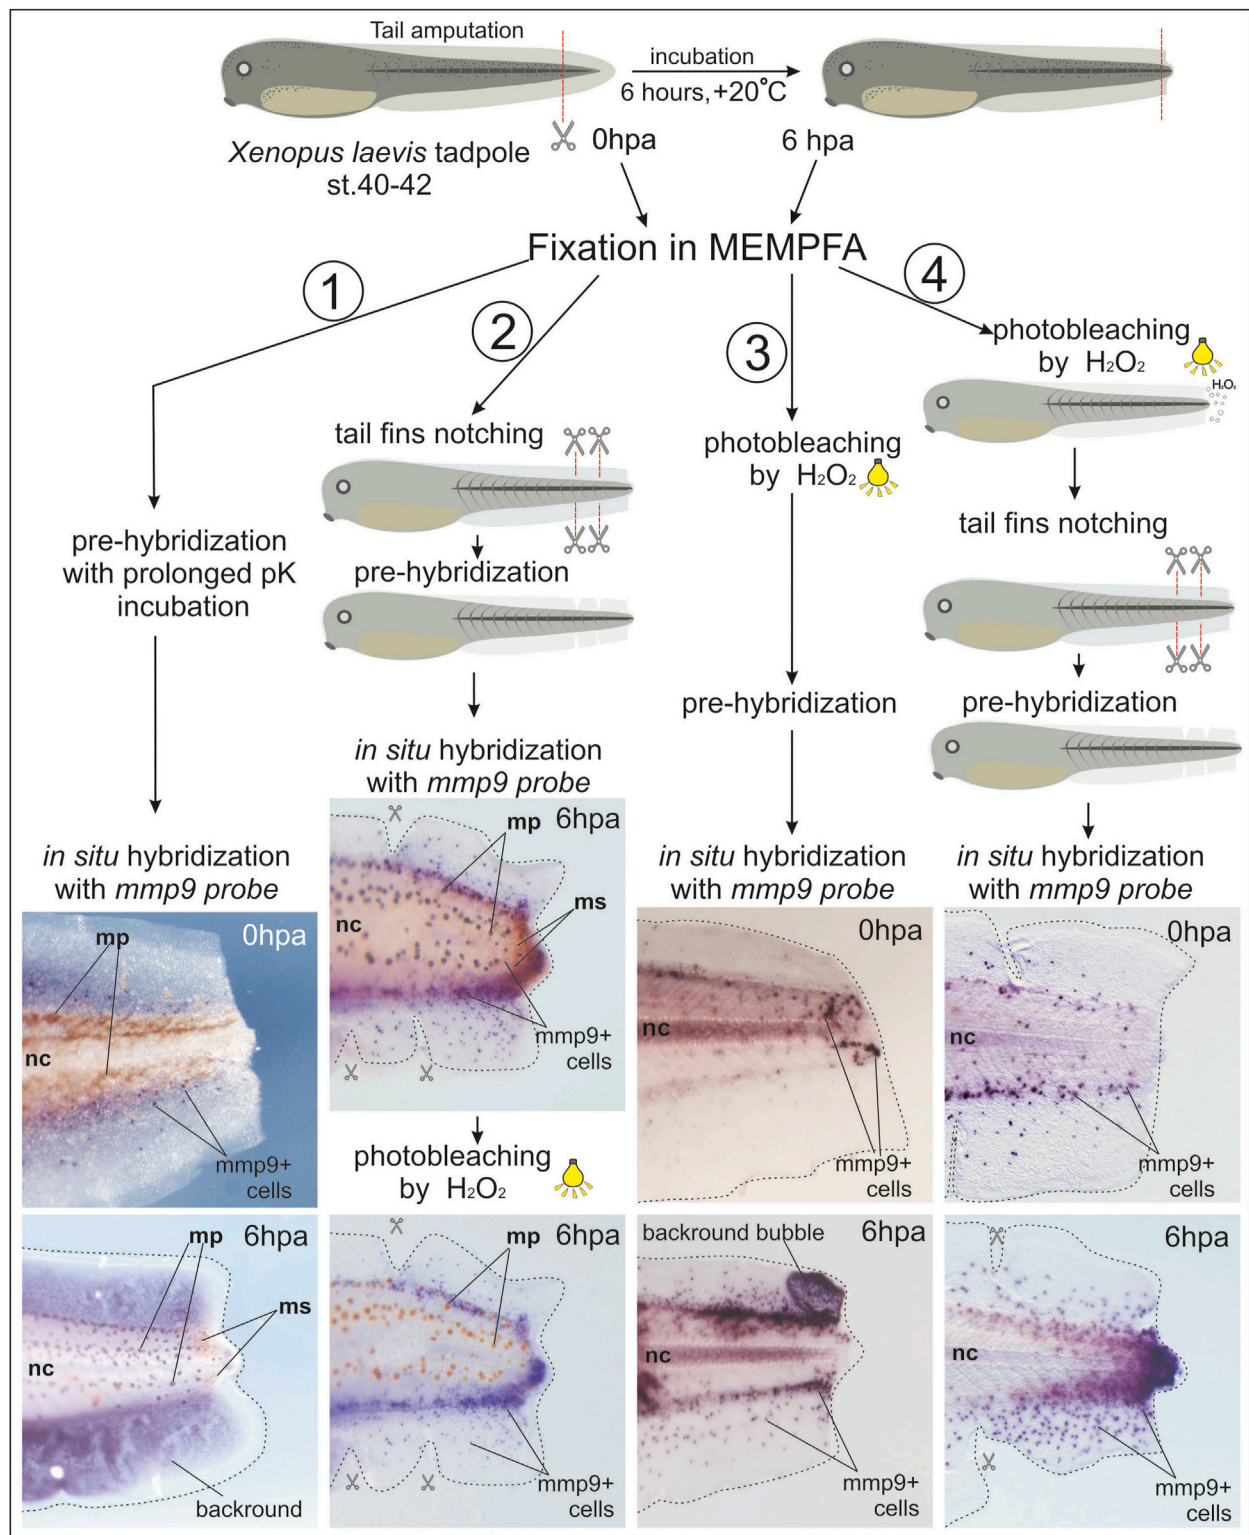 Tail amputation
incubation
6 hours, +20°C
Xenopus laevis tadpole
st.40-42
0hpa
6 hpa
Fixation in MEMPFA
1
2
3
4
pre-hybridization
with prolonged pK
incubation
in situ hybridization
with mmp9 probe
mp
0hpa
nc
mmp9+
cells
mp
6hpa
ms
nc
backround
tail fins notching
pre-hybridization
in situ hybridization
with mmp9 probe
mp
6hpa
ms
nc
mmp9+
cells
photobleaching
by H₂O₂
mp
6hpa
nc
mmp9+
cells
photobleaching
by H₂O₂
pre-hybridization
in situ hybridization
with mmp9 probe
0hpa
nc
mmp9+
cells
backround bubble
6hpa
nc
mmp9+
cells
photobleaching
by H₂O₂
H₂O₂
tail fins notching
pre-hybridization
in situ hybridization
with mmp9 probe
0hpa
nc
mmp9+
cells
6hpa
nc
mmp9+
cells